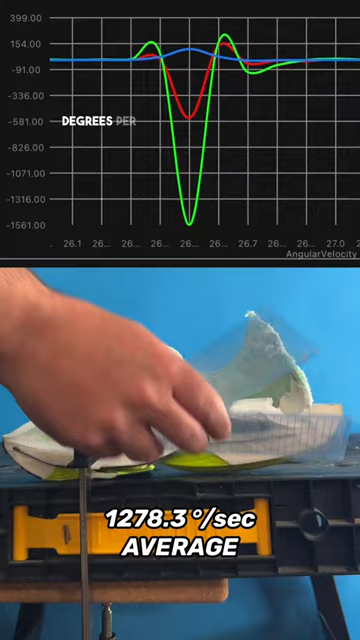 399.00
154.00
-91.00
-336.00
-581.00
DEGREES PER
-826.00
-1071.00
-1316.00
-1561.00
. 26.1 26.1... 26... 26... 26... 26... 26.7 26... 26... 27.0 27...
AngularVelocity
1278.3 °/sec
AVERAGE